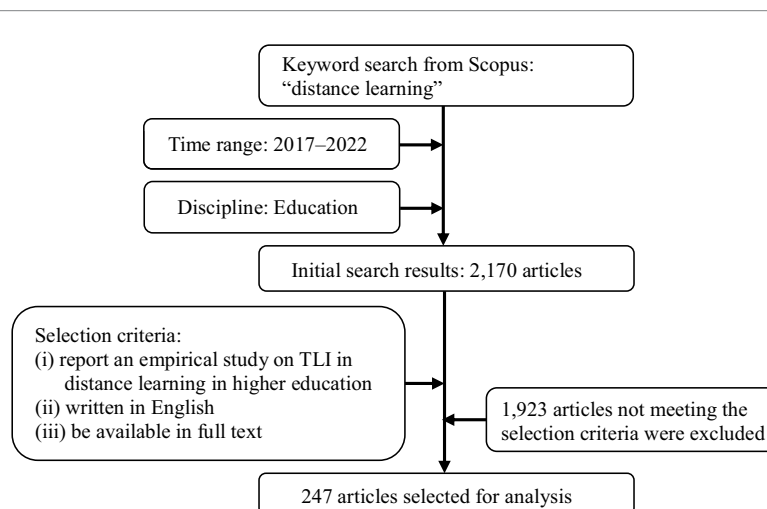 Keyword search from Scopus:
“distance learning”
Time range: 2017–2022
Discipline: Education
Initial search results: 2,170 articles
Selection criteria:
(i) report an empirical study on TLI in
distance learning in higher education
(ii) written in English
(iii) be available in full text
1,923 articles not meeting the
selection criteria were excluded
247 articles selected for analysis